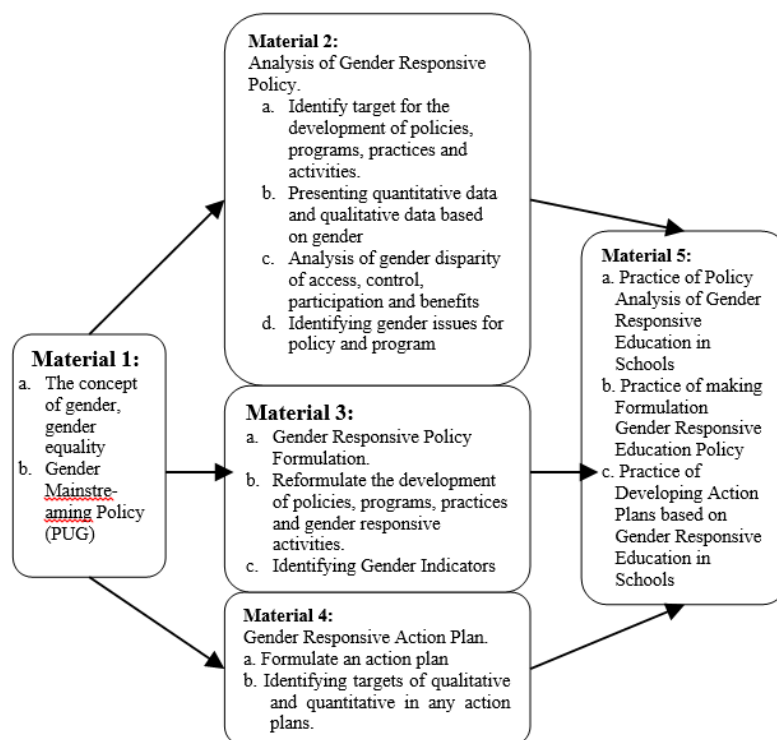 Material 1:
a. The concept
of gender,
gender
equality
b. Gender
Mainstre-
aming Policy
(PUG)
Material 2:
Analysis of Gender Responsive
Policy.
a. Identify target for the
development of policies,
programs, practices and
activities.
b. Presenting quantitative data
and qualitative data based
on gender
c. Analysis of gender disparity
of access, control,
participation and benefits
d. Identifying gender issues for
policy and program
Material 3:
a. Gender Responsive Policy
Formulation.
b. Reformulate the development
of policies, programs, practices
and gender responsive
activities.
c. Identifying Gender Indicators
Material 4:
Gender Responsive Action Plan.
a. Formulate an action plan
b. Identifying targets of qualitative
and quantitative in any action
plans.
Material 5:
a. Practice of Policy
Analysis of Gender
Responsive
Education in
Schools
b. Practice of making
Formulation
Gender Responsive
Education Policy
c. Practice of
Developing Action
Plans based on
Gender Responsive
Education in
Schools